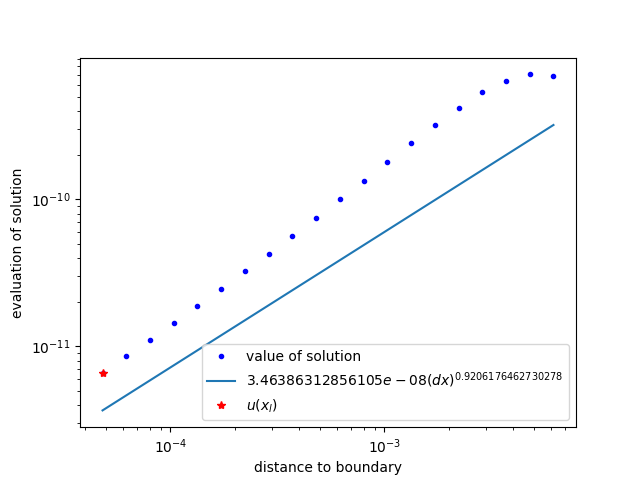 evaluation of solution
10⁻¹⁰
10⁻¹¹
value of solution
3.46386312856105e − 08(dx)^0.9206176462730278
u(x_l)
10⁻⁴
10⁻³
distance to boundary